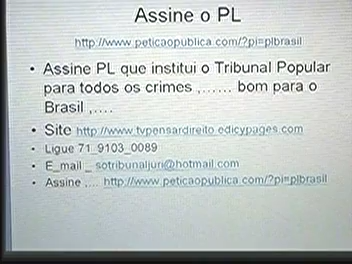 Assine o PL
http://www.peticaopublica.com/?pi=plbrasil
• Assine PL que institui o Tribunal Popular
para todos os crimes ,...... bom para o
Brasil ,....
• Site http://www.tvpensardireito.edicypages.com
• Ligue 71_9103_0089
• E_mail _ sotribunaljuri@hotmail.com
• Assine ,... http://www.peticaopublica.com/?pi=plbrasil